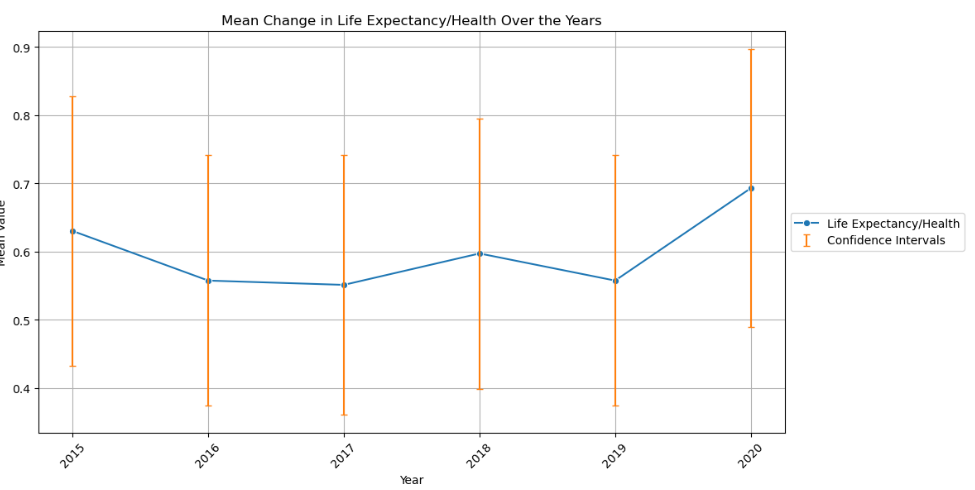 Mean Change in Life Expectancy/Health Over the Years
0.9
0.8
0.7
0.6
0.5
0.4
Mean Value
2015
2016
2017
2018
2019
2020
Year
Life Expectancy/Health
Confidence Intervals